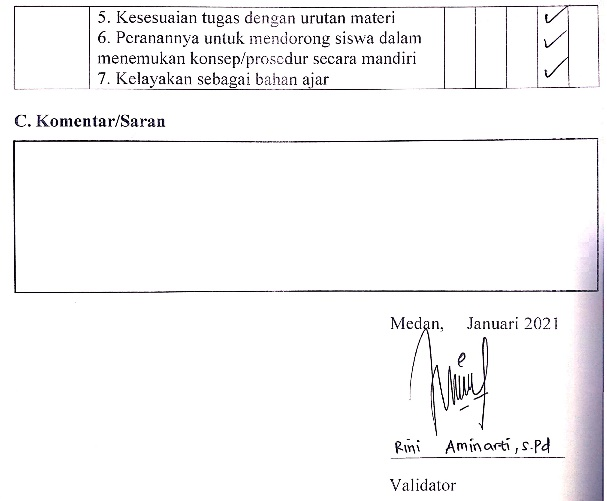 5. Kesesuaian tugas dengan urutan materi
6. Peranannya untuk mendorong siswa dalam
menemukan konsep/prosedur secara mandiri
7. Kelayakan sebagai bahan ajar
C. Komentar/Saran
Medan, Januari 2021
Rini Aminarti, S.Pd
Validator